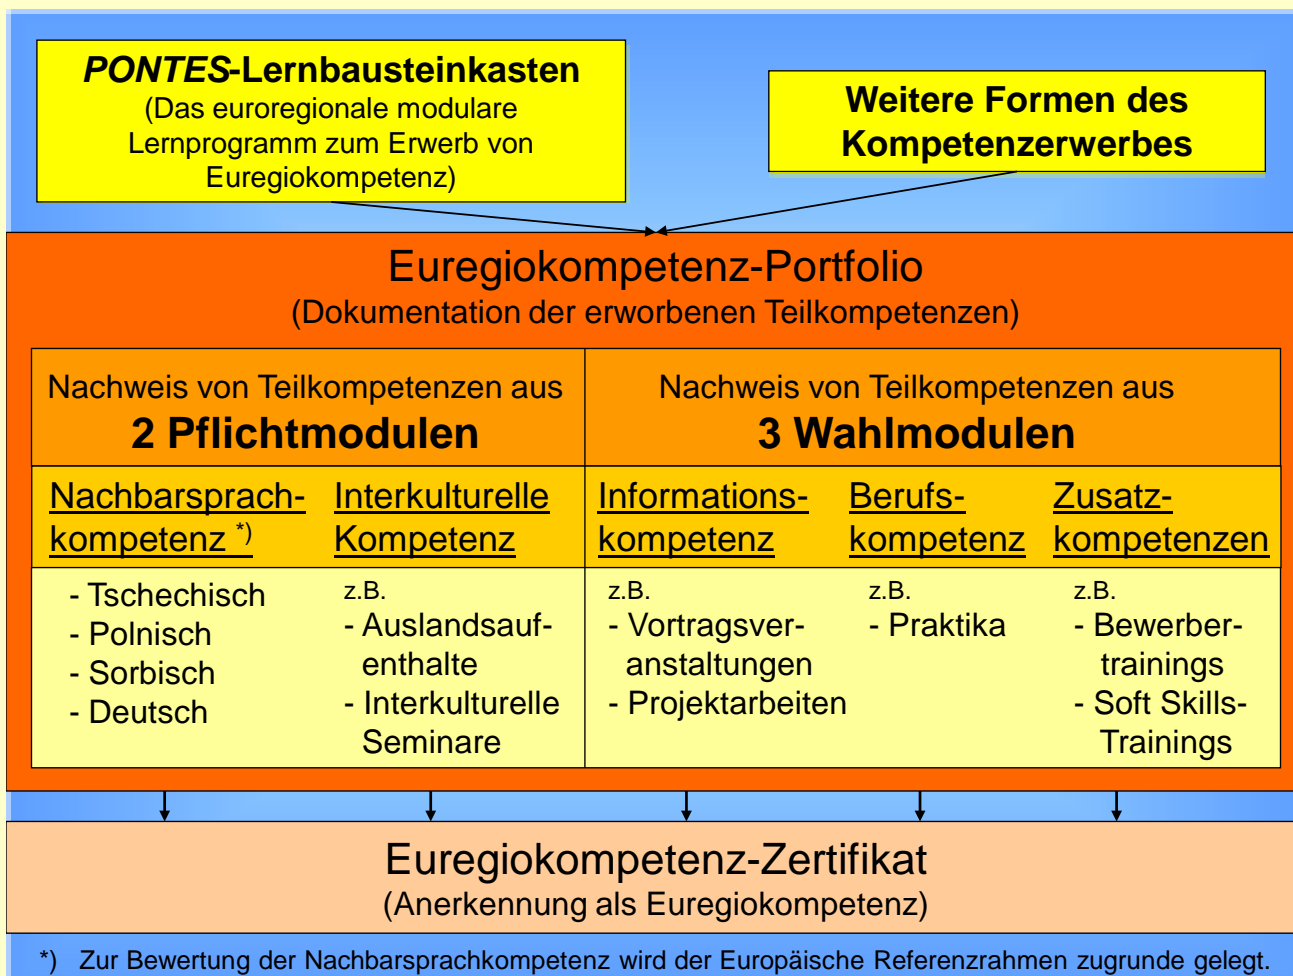 PONTES-Lernbausteinkasten
(Das euroregionale modulare
Lernprogramm zum Erwerb von
Euregiokompetenz)
Weitere Formen des
Kompetenzerwerbes
Euregiokompetenz-Portfolio
(Dokumentation der erworbenen Teilkompetenzen)
Nachweis von Teilkompetenzen aus
2 Pflichtmodulen
Nachweis von Teilkompetenzen aus
3 Wahlmodulen
Nachbarsprach-
kompetenz *)
Interkulturelle
Kompetenz
Informations-
kompetenz
Berufs-
kompetenz
Zusatz-
kompetenzen
- Tschechisch
- Polnisch
- Sorbisch
- Deutsch
z.B.
- Auslandsauf-
enthalte
- Interkulturelle
Seminare
z.B.
- Vortragsver-
anstaltungen
- Projektarbeiten
z.B.
- Praktika
z.B.
- Bewerber-
trainings
- Soft Skills-
Trainings
Euregiokompetenz-Zertifikat
(Anerkennung als Euregiokompetenz)
*) Zur Bewertung der Nachbarsprachkompetenz wird der Europäische Referenzrahmen zugrunde gelegt.